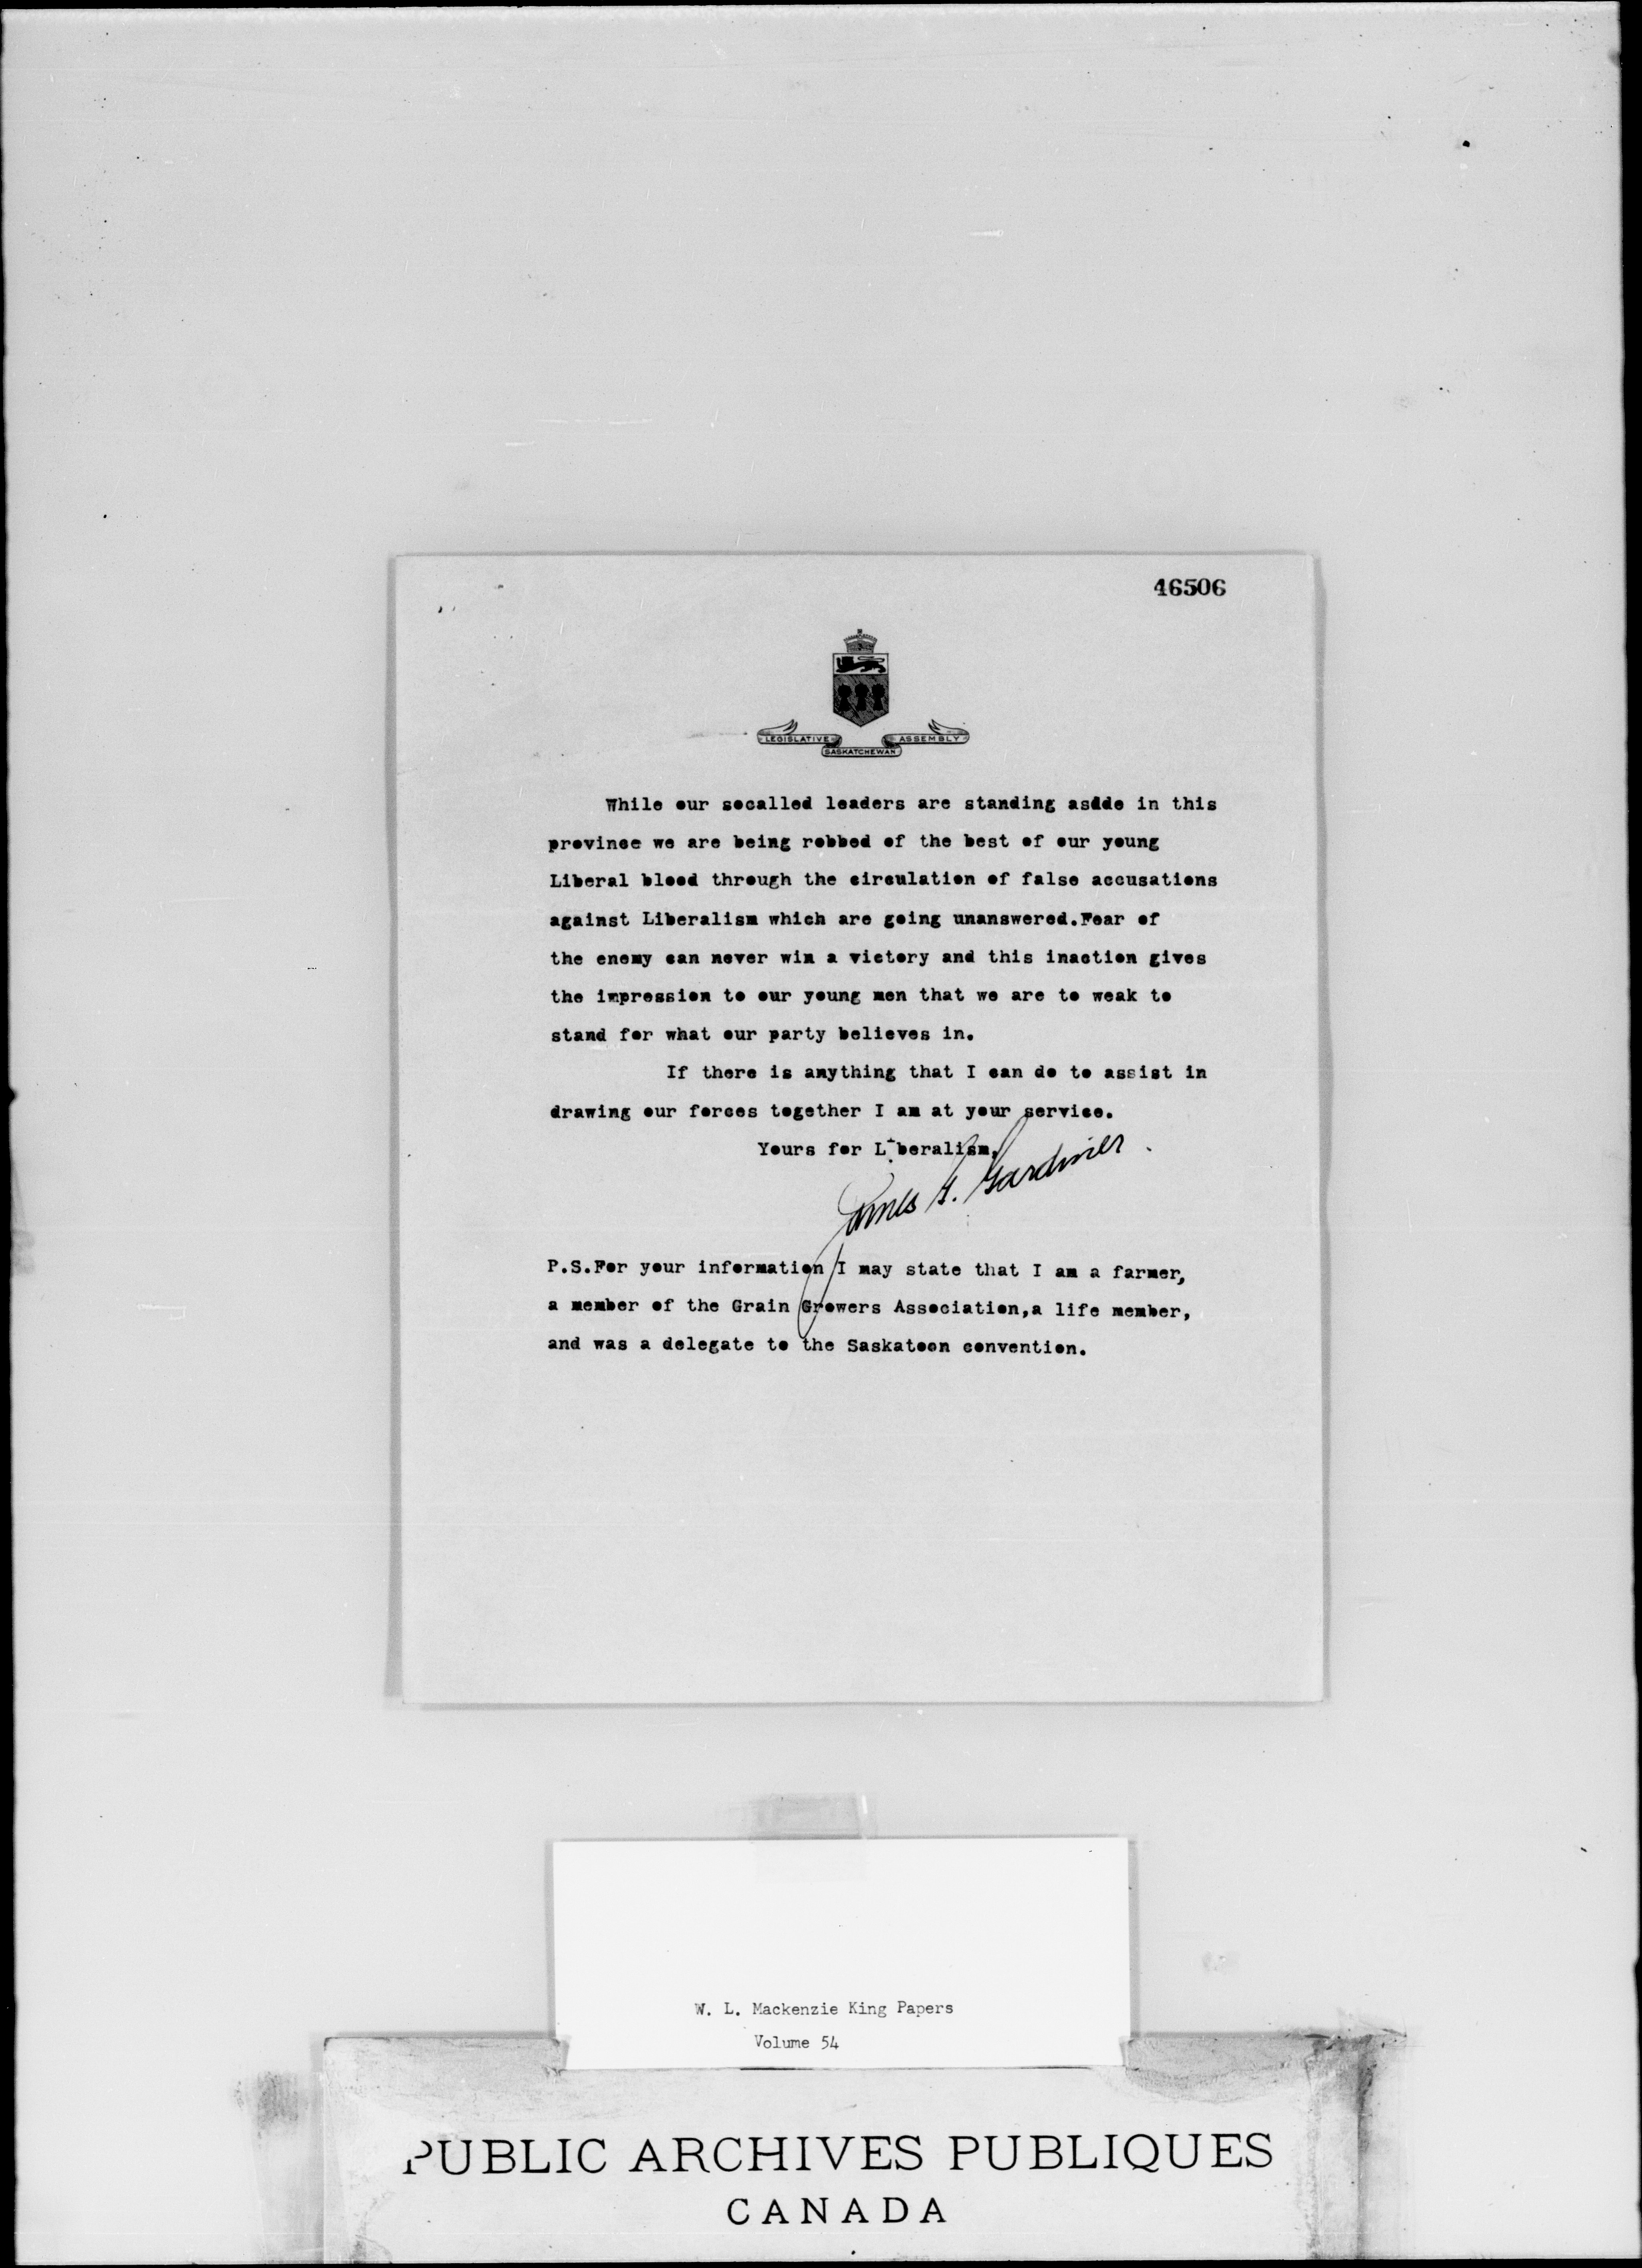 46506
LEGISLATIVE ASSEMBLY
SASKATCHEWAN
While our socalled leaders are standing asdde in this
province we are being robbed of the best of our young
Liberal blood through the circulation of false accusations
against Liberalism which are going unanswered.Fear of
the enemy can never win a victory and this inaction gives
the impression to our young men that we are to weak to
stand for what our party believes in.
If there is anything that I can do to assist in
drawing our forces together I am at your service.
Yours for Liberalism,
James G. Gardiner
P.S.For your information I may state that I am a farmer,
a member of the Grain Growers Association,a life member,
and was a delegate to the Saskatoon convention.
W. L. Mackenzie King Papers
Volume 54
PUBLIC ARCHIVES PUBLIQUES
CANADA